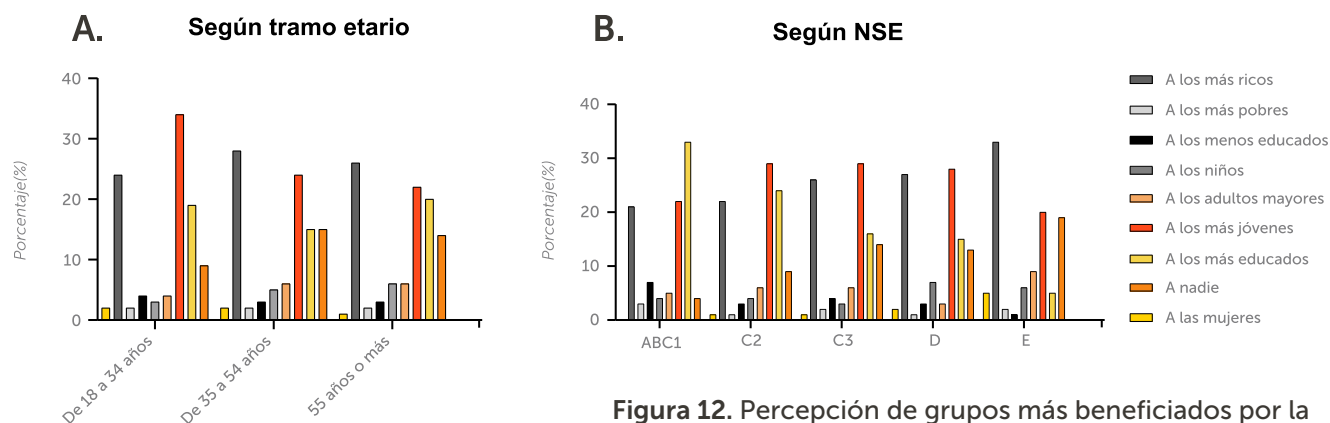 A.
Según tramo etario
Porcentaje(%)
40
30
20
10
0
De 18 a 34 años
De 35 a 54 años
55 años o más
B.
Según NSE
Porcentaje(%)
40
30
20
10
0
ABC1
C2
C3
D
E
A los más ricos
A los más pobres
A los menos educados
A los niños
A los adultos mayores
A los más jóvenes
A los más educados
A nadie
A las mujeres
Figura 12. Percepción de grupos más beneficiados por la